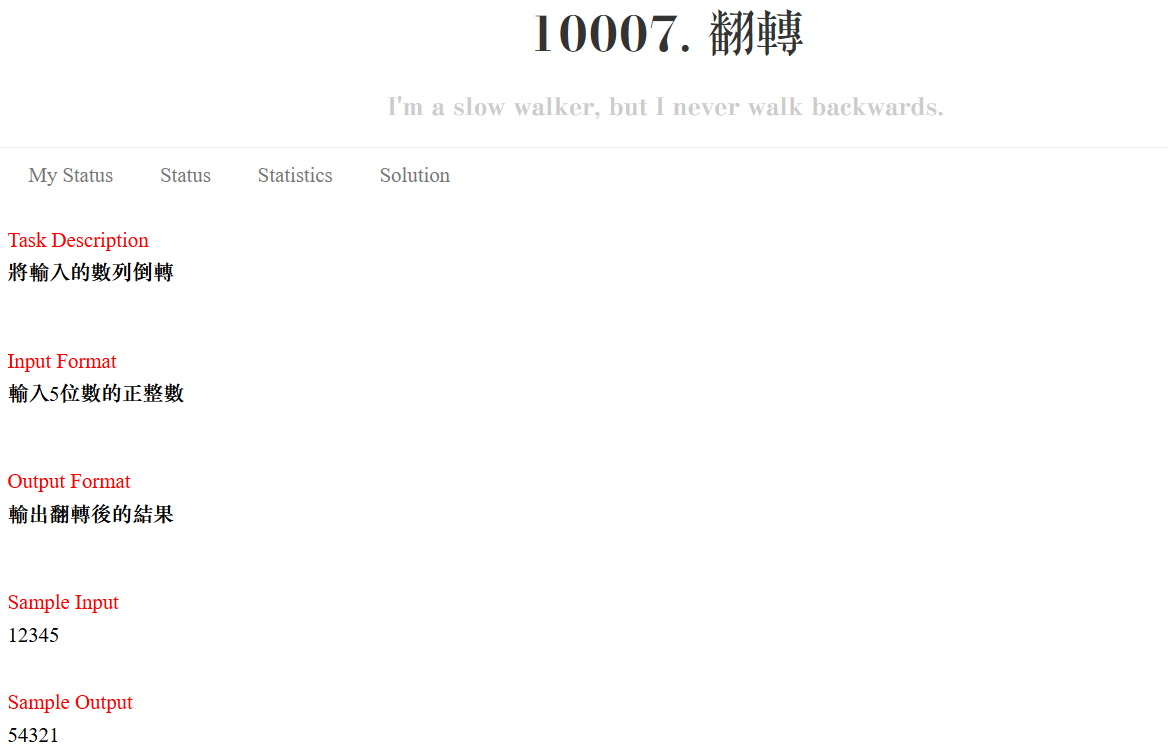 10007. 翻轉
I'm a slow walker, but I never walk backwards.
My Status Status Statistics Solution
Task Description
將輸入的數列倒轉
Input Format
輸入5位數的正整數
Output Format
輸出翻轉後的結果
Sample Input
12345
Sample Output
54321